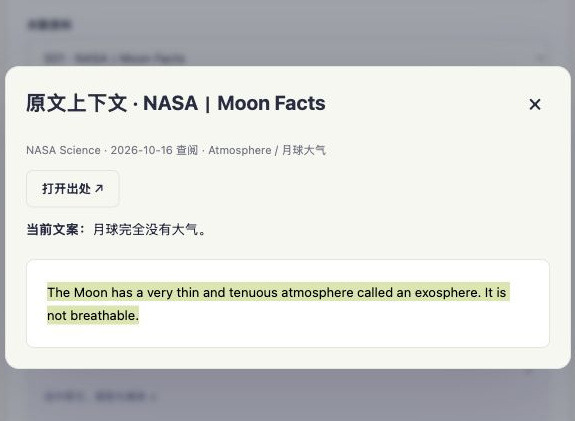 原文上下文 · NASA | Moon Facts
NASA Science · 2026-10-16 查阅 · Atmosphere / 月球大气
打开出处 ↗
当前文案：月球完全没有大气。
The Moon has a very thin and tenuous atmosphere called an exosphere. It is
not breathable.